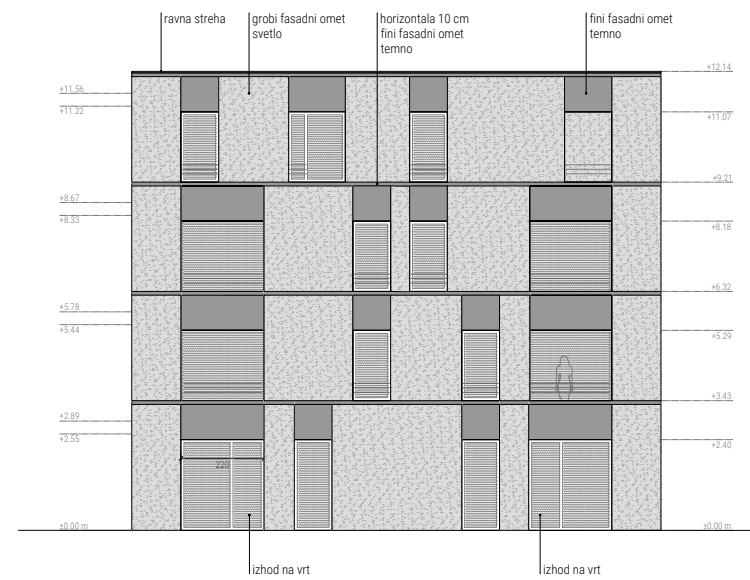 ravna streha
grobi fasadni omet
svetlo
horizontala 10 cm
fini fasadni omet
temno
fini fasadni omet
temno
+12.14
+11.56
+11.22
+11.07
+9.21
+8.67
+8.33
+8.18
+6.32
+5.78
+5.44
+5.29
+3.43
+2.89
+2.55
+2.40
220
±0.00 m
±0.00 m
izhod na vrt
izhod na vrt